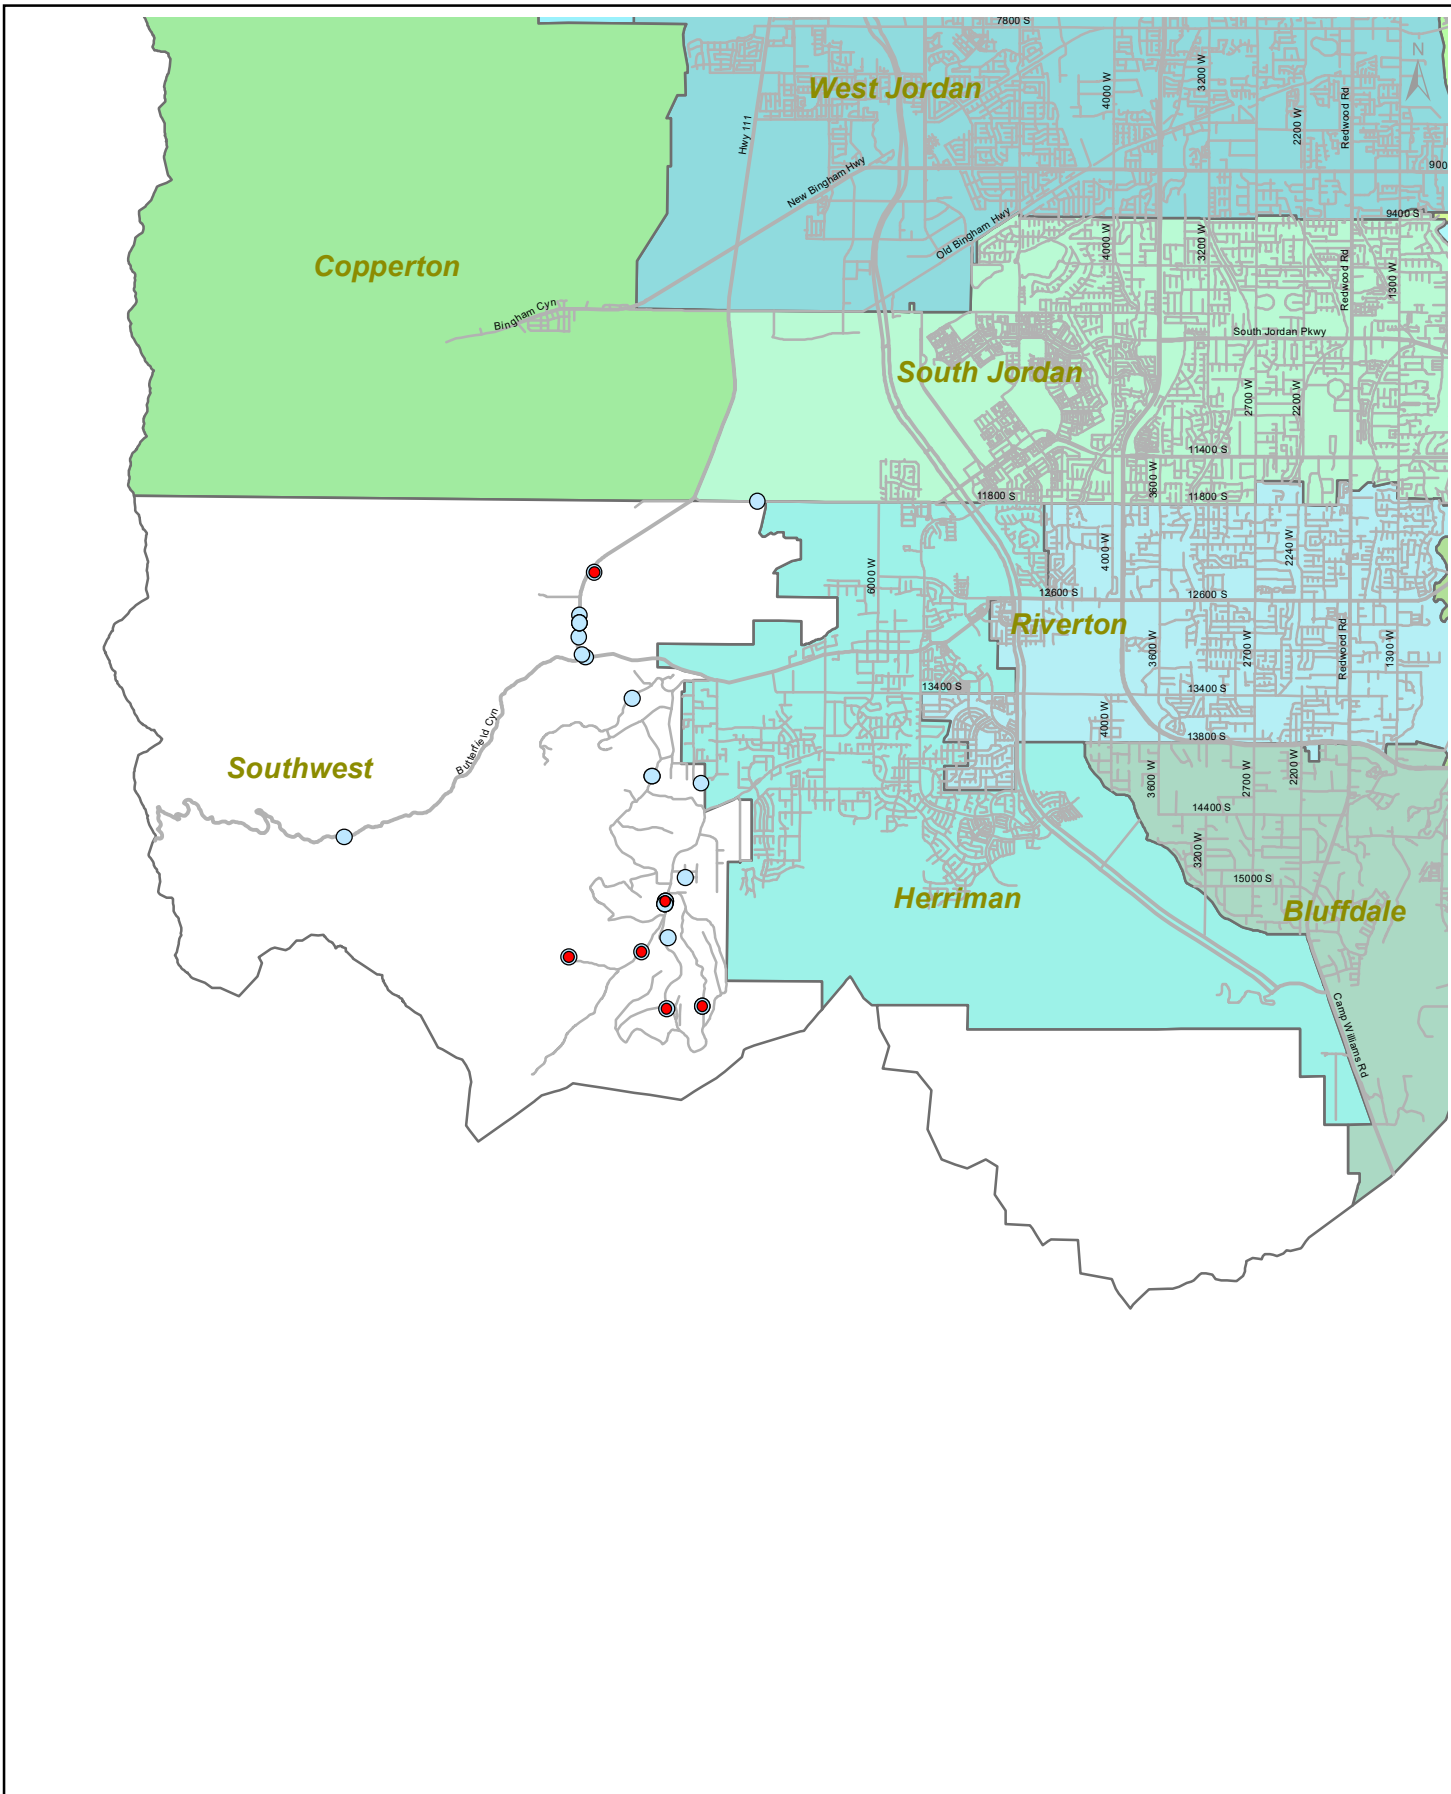 7800 S
N
West Jordan
3200 W
4000 W
Redwood Rd
2200 W
Hwy 111
900
New Bingham Hwy
9400 S
Old Bingham Hwy
4000 W
3200 W
Redwood Rd
1300 W
Copperton
Bingham Cyn
South Jordan Pkwy
South Jordan
2700 W
2200 W
11400 S
3600 W
11800 S
11800 S
4000 W
2240 W
6000 W
12600 S
12600 S
Riverton
3600 W
2700 W
Redwood Rd
1300 W
13400 S
13400 S
4000 W
13800 S
Butterfield Cyn
Southwest
3600 W
2700 W
2200 W
14400 S
3200 W
15000 S
Herriman
Bluffdale
Camp Williams Rd